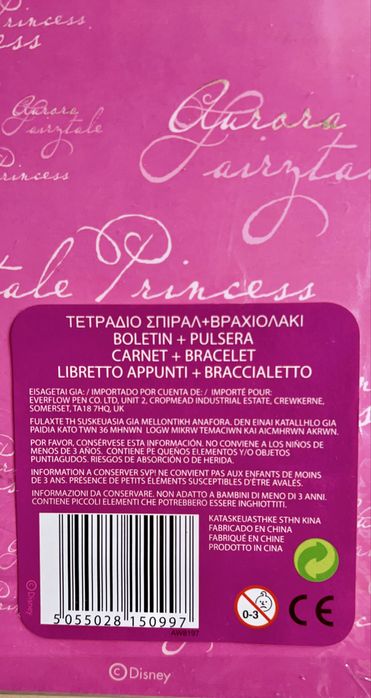 Princess
Princess
Aurora
Aurora
Fairytale
Fairyta
Princess
tale Princess
ΤΕΤΡΑΔΙΟ ΣΠΙΡΑΛ+ΒΡΑΧΙΟΛΑΚΙ
BOLETIN + PULSERA
CARNET + BRACELET
LIBRETTO APPUNTI + BRACCIALETTO
EISAGETAI GIA: / IMPORTADO POR CUENTA DE: / IMPORTÉ POUR:
EVERFLOW PEN CO. LTD, UNIT 2, CROPMEAD INDUSTRIAL ESTATE, CREWKERNE,
SOMERSET, TA18 7HQ, UK
FULAXTE TH SUSKEUASIA GIA MELLONTIKH ANAFORA. DEN EINAI KATALLHLO GIA
PAIDIA KATO TWN 36 MHNWN LOGW MIKRW TEMACIWN KAI AICMHRWN AKRWN.
POR FAVOR, CONSÉRVESE ESTA INFORMACIÓN. NO CONVIENE A LOS NIÑOS DE
MENOS DE 3 AÑOS. CONTIENE PE QUEÑOS ELEMENTOS Y/O OBJETOS
PUNTIAGUDOS. RIESGOS DE ABSORCIÓN O DE HERIDA.
INFORMATION A CONSERVER SVP! NE CONVIENT PAS AUX ENFANTS DE MOINS
DE 3 ANS. PRÉSENCE DE PETITS ÉLÉMENTS SUSCEPTIBLES D'ÊTRE AVALÉS.
INFORMAZIONI DA CONSERVARE. NON ADATTO A BAMBINI DI MENO DI 3 ANNI.
CONTIENE PICCOLI ELEMENTI CHE POTREBBERO ESSERE INGHIOTTITI.
KATASKEUASTHKE STHN KINA
FABRICADO EN CHINA
FABRIQUÉ EN CHINE
PRODOTTO IN CINA
0-3
CE
5 055028 150997
AW8197
© Disney
© Disney